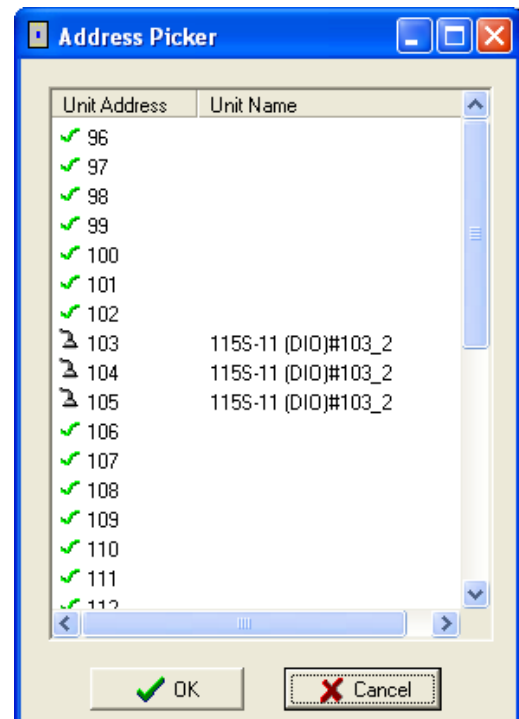 Address Picker
Unit Address Unit Name
96
97
98
99
100
101
102
103 115S-11 (DIO)#103_2
104 115S-11 (DIO)#103_2
105 115S-11 (DIO)#103_2
106
107
108
109
110
111
112
OK Cancel